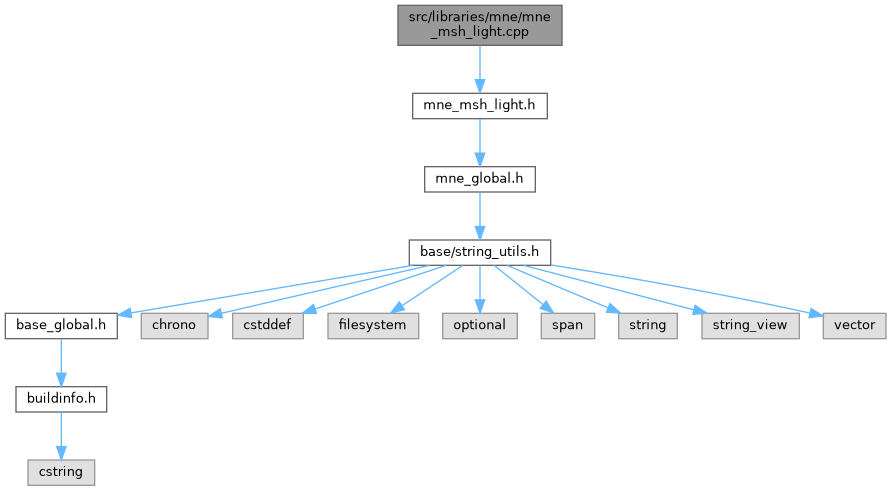 src/libraries/mne/mne
_msh_light.cpp
mne_msh_light.h
mne_global.h
base/string_utils.h
base_global.h
chrono
cstddef
filesystem
optional
span
string
string_view
vector
buildinfo.h
cstring